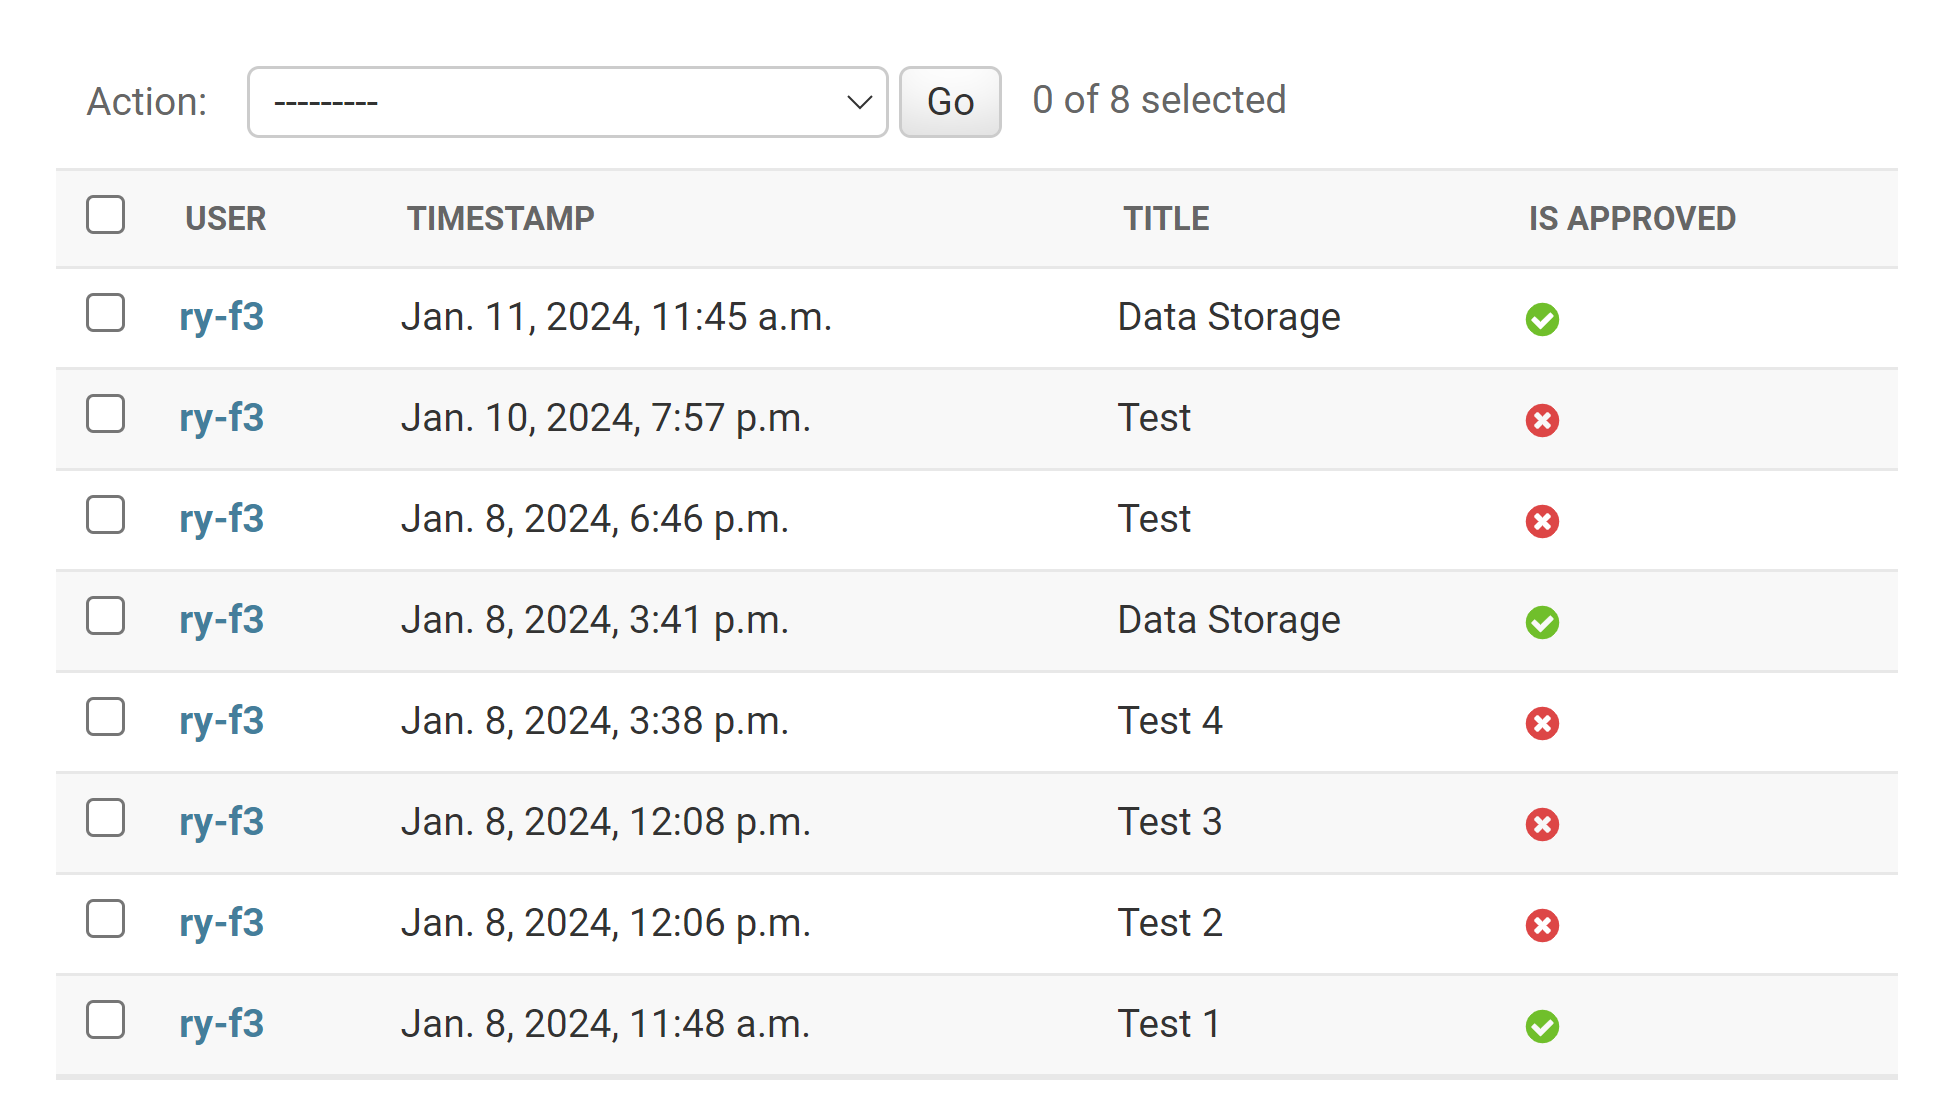 Action: --------- Go 0 of 8 selected
USER TIMESTAMP TITLE IS APPROVED
ry-f3 Jan. 11, 2024, 11:45 a.m. Data Storage
ry-f3 Jan. 10, 2024, 7:57 p.m. Test
ry-f3 Jan. 8, 2024, 6:46 p.m. Test
ry-f3 Jan. 8, 2024, 3:41 p.m. Data Storage
ry-f3 Jan. 8, 2024, 3:38 p.m. Test 4
ry-f3 Jan. 8, 2024, 12:08 p.m. Test 3
ry-f3 Jan. 8, 2024, 12:06 p.m. Test 2
ry-f3 Jan. 8, 2024, 11:48 a.m. Test 1